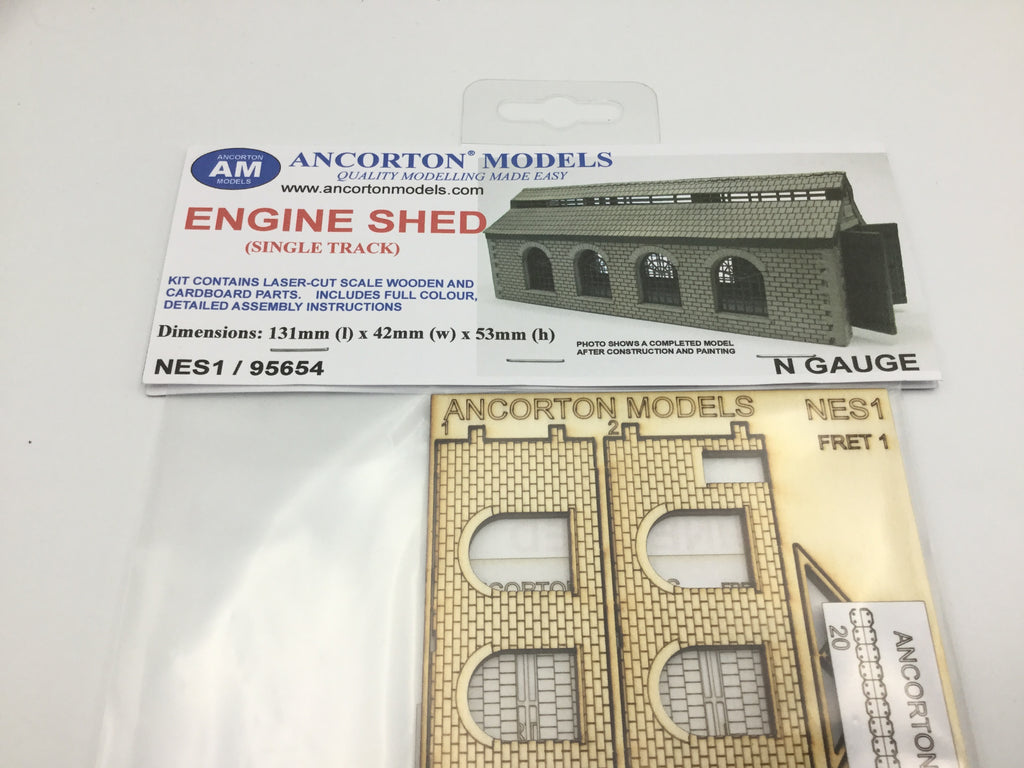 ANCORTON
AM
MODELS
ANCORTON® MODELS
QUALITY MODELLING MADE EASY
www.ancortonmodels.com
ENGINE SHED
(SINGLE TRACK)
KIT CONTAINS LASER-CUT SCALE WOODEN AND
CARDBOARD PARTS. INCLUDES FULL COLOUR,
DETAILED ASSEMBLY INSTRUCTIONS
Dimensions: 131mm (l) x 42mm (w) x 53mm (h)
PHOTO SHOWS A COMPLETED MODEL
AFTER CONSTRUCTION AND PAINTING
NES1 / 95654
N GAUGE
ANCORTON MODELS
NES1
1
2
FRET 1
CORTON
S
FRE
20
ANCORTON